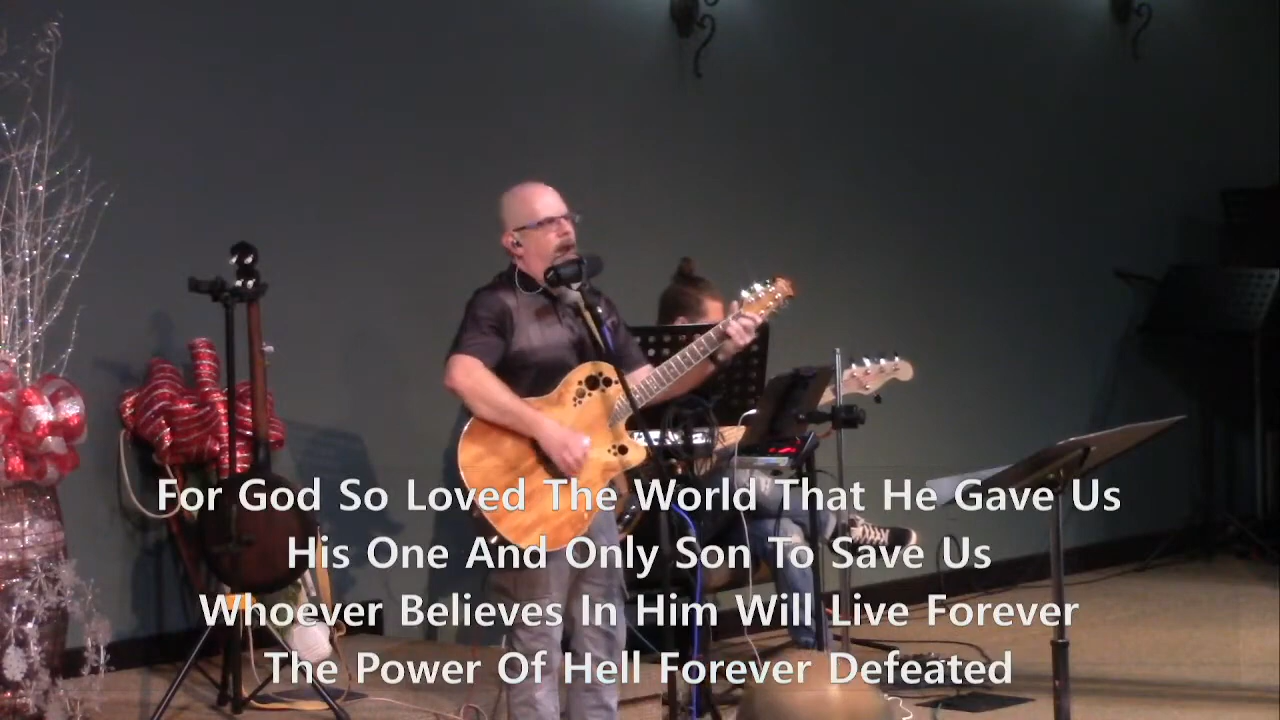 For God So Loved The World That He Gave Us
His One And Only Son To Save Us
Whoever Believes In Him Will Live Forever
The Power Of Hell Forever Defeated